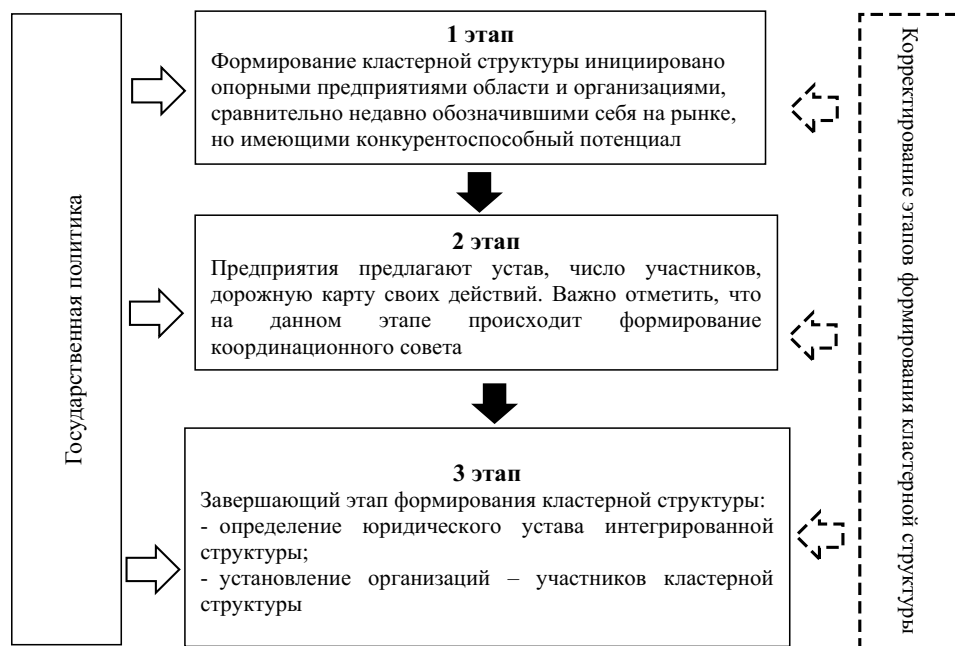 Государственная политика
1 этап
Формирование кластерной структуры инициировано
опорными предприятиями области и организациями,
сравнительно недавно обозначившими себя на рынке,
но имеющими конкурентоспособный потенциал
2 этап
Предприятия предлагают устав, число участников,
дорожную карту своих действий. Важно отметить, что
на данном этапе происходит формирование
координационного совета
3 этап
Завершающий этап формирования кластерной структуры:
- определение юридического устава интегрированной
структуры;
- установление организаций – участников кластерной
структуры
Корректирование этапов формирования кластерной структуры